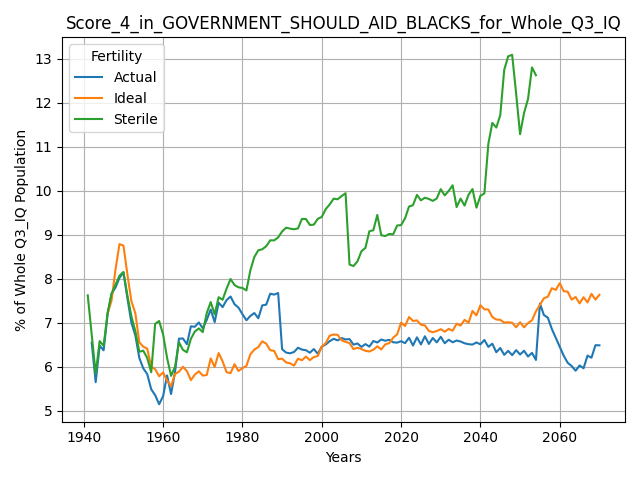 Score_4_in_GOVERNMENT_SHOULD_AID_BLACKS_for_Whole_Q3_IQ
Fertility
Actual
Ideal
Sterile
% of Whole Q3_IQ Population
13
12
11
10
9
8
7
6
5
1940
1960
1980
2000
2020
2040
2060
Years